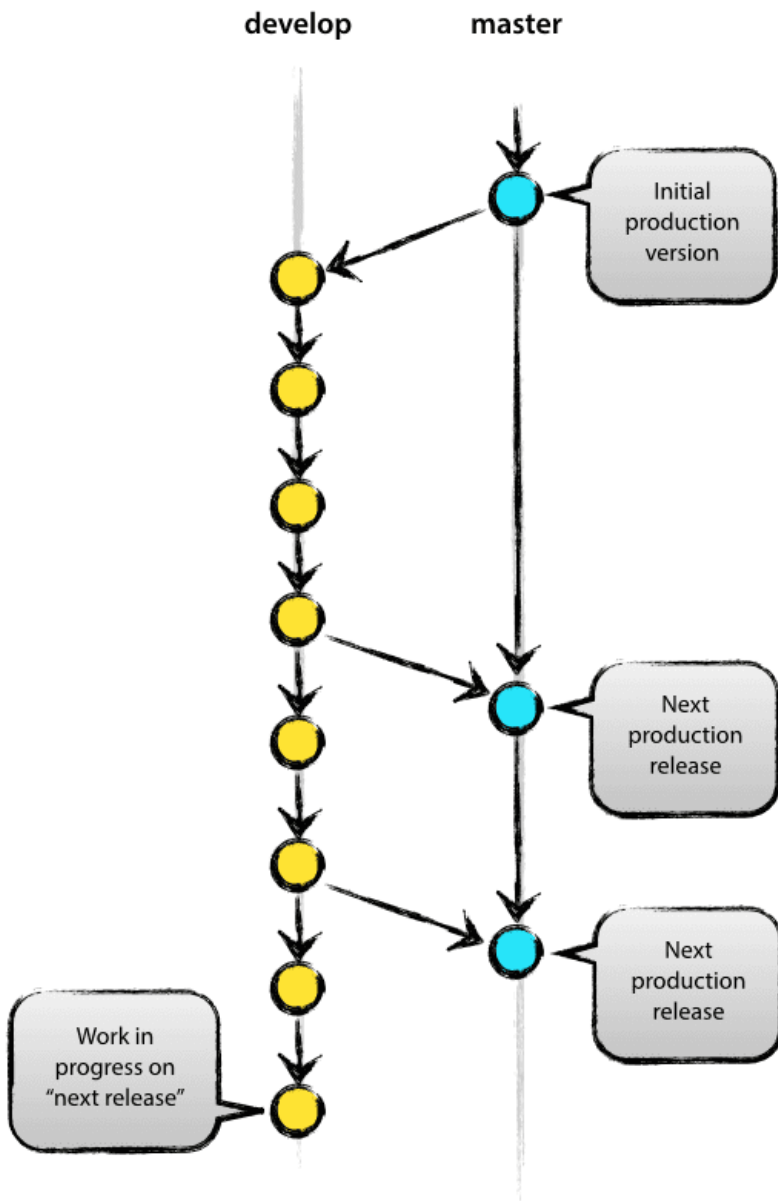 develop
master
Initial
production
version
Next
production
release
Next
production
release
Work in
progress on
“next release”